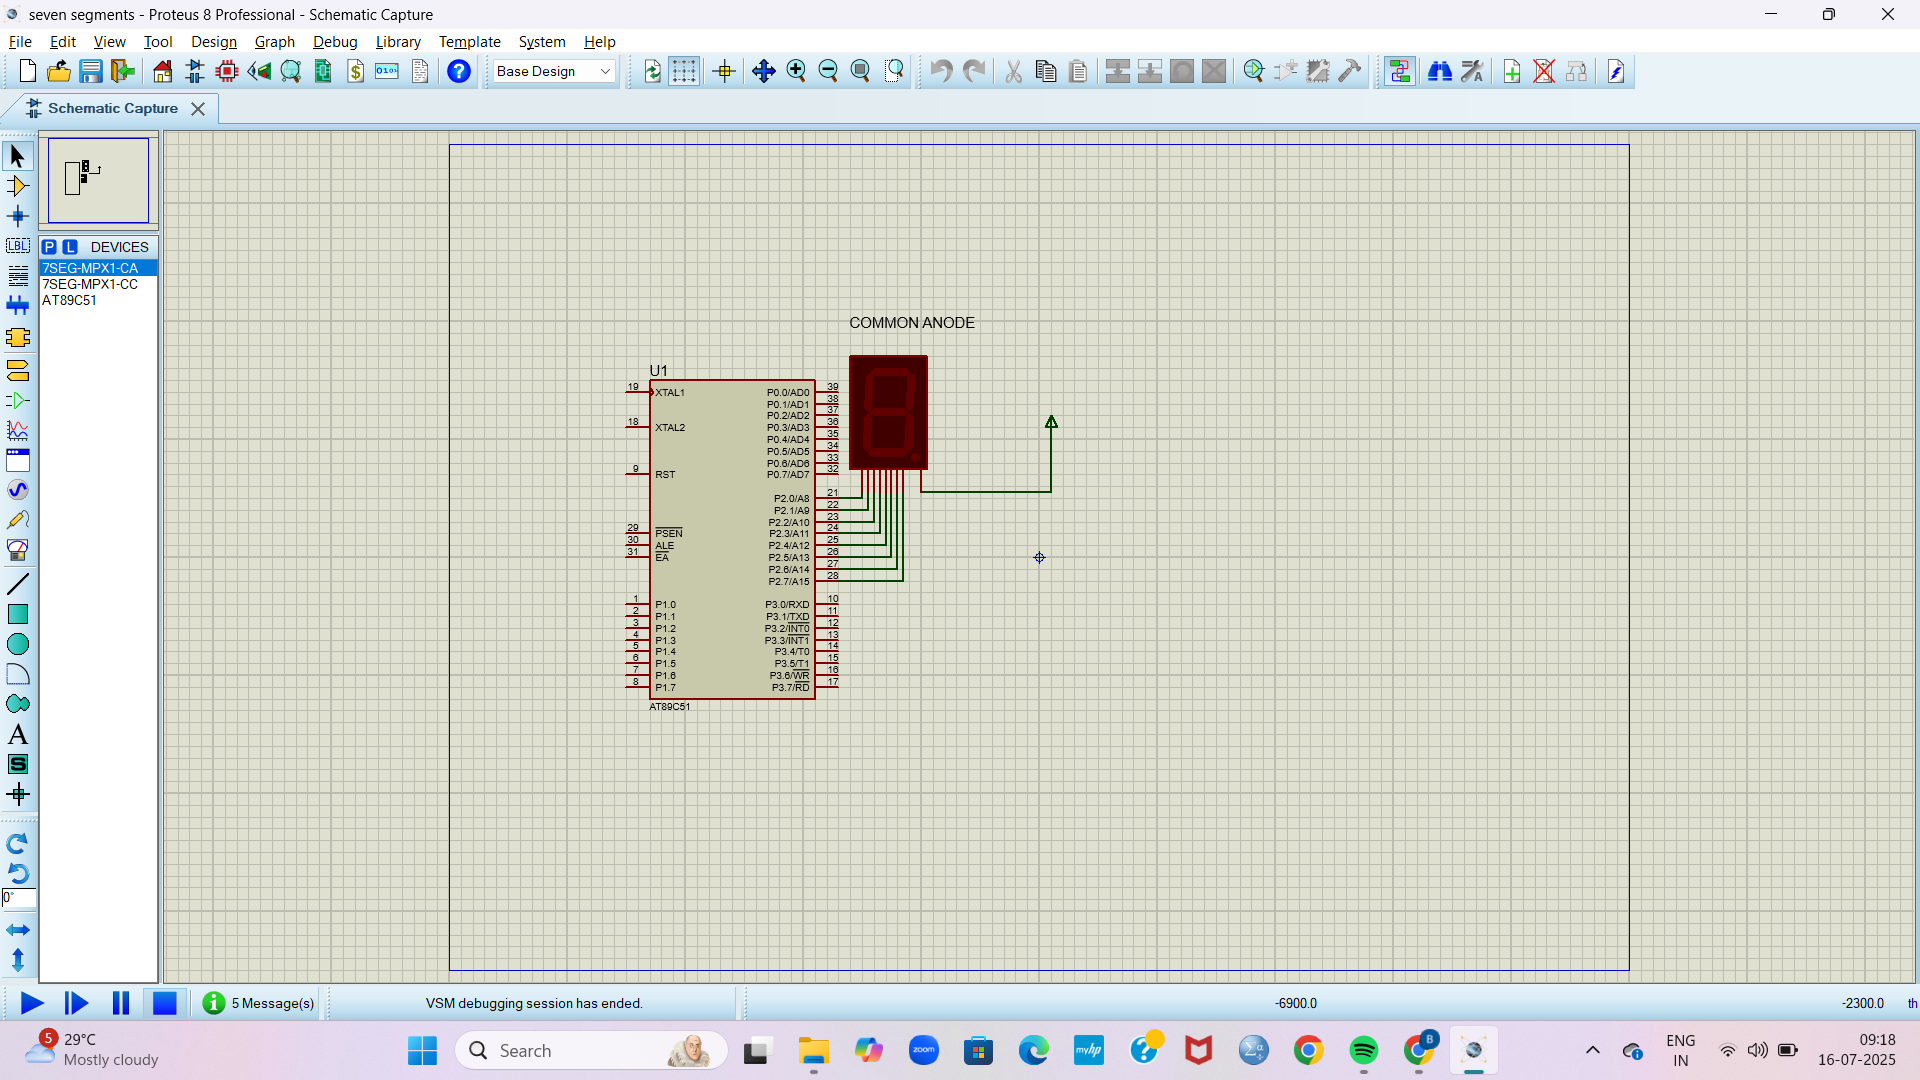 seven segments - Proteus 8 Professional - Schematic Capture
File Edit View Tool Design Graph Debug Library Template System Help
Base Design
Schematic Capture
P L DEVICES
7SEG-MPX1-CA
7SEG-MPX1-CC
AT89C51
LBL
A
S
0°
COMMON ANODE
U1
19 XTAL1 P0.0/AD0 39
P0.1/AD1 38
P0.2/AD2 37
18 XTAL2 P0.3/AD3 36
P0.4/AD4 35
P0.5/AD5 34
P0.6/AD6 33
9 RST P0.7/AD7 32
P2.0/A8 21
P2.1/A9 22
P2.2/A10 23
29 PSEN P2.3/A11 24
30 ALE P2.4/A12 25
31 EA P2.5/A13 26
P2.6/A14 27
P2.7/A15 28
1 P1.0 P3.0/RXD 10
2 P1.1 P3.1/TXD 11
3 P1.2 P3.2/INT0 12
4 P1.3 P3.3/INT1 13
5 P1.4 P3.4/T0 14
6 P1.5 P3.5/T1 15
7 P1.6 P3.6/WR 16
8 P1.7 P3.7/RD 17
AT89C51
5 Message(s) VSM debugging session has ended. -6900.0 -2300.0 th
5 29°C
Mostly cloudy
Search
zoom
myhp
B
ENG
IN
09:18
16-07-2025